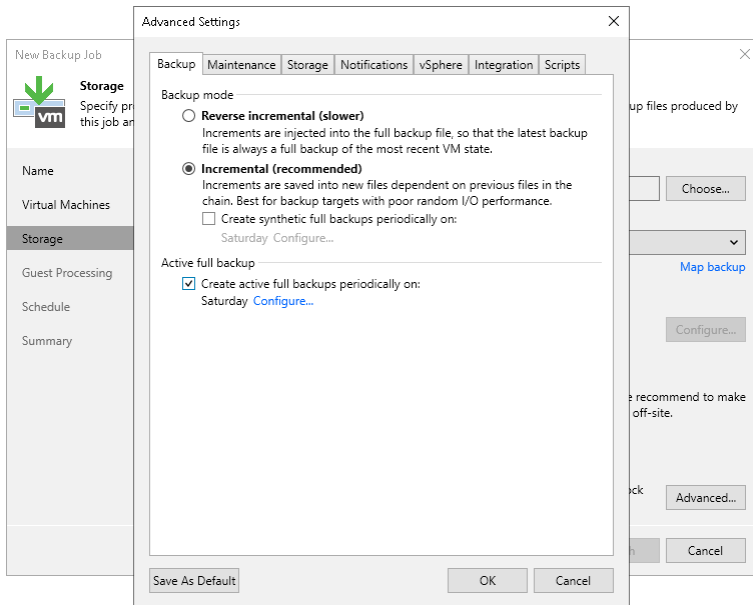 Advanced Settings
New Backup Job
Storage
Specify
this job
up files produced by
vm
Name
Virtual Machines
Storage
Guest Processing
Schedule
Summary
Backup
Maintenance
Storage
Notifications
vSphere
Integration
Scripts
Backup mode
Reverse incremental (slower)
Increments are injected into the full backup file, so that the latest backup
file is always a full backup of the most recent VM state.
Incremental (recommended)
Increments are saved into new files dependent on previous files in the
chain. Best for backup targets with poor random I/O performance.
Create synthetic full backups periodically on:
Saturday Configure...
Active full backup
Create active full backups periodically on:
Saturday Configure...
Choose...
Map backup
Configure...
recommend to make
off-site.
Advanced...
Cancel
Save As Default
OK
Cancel